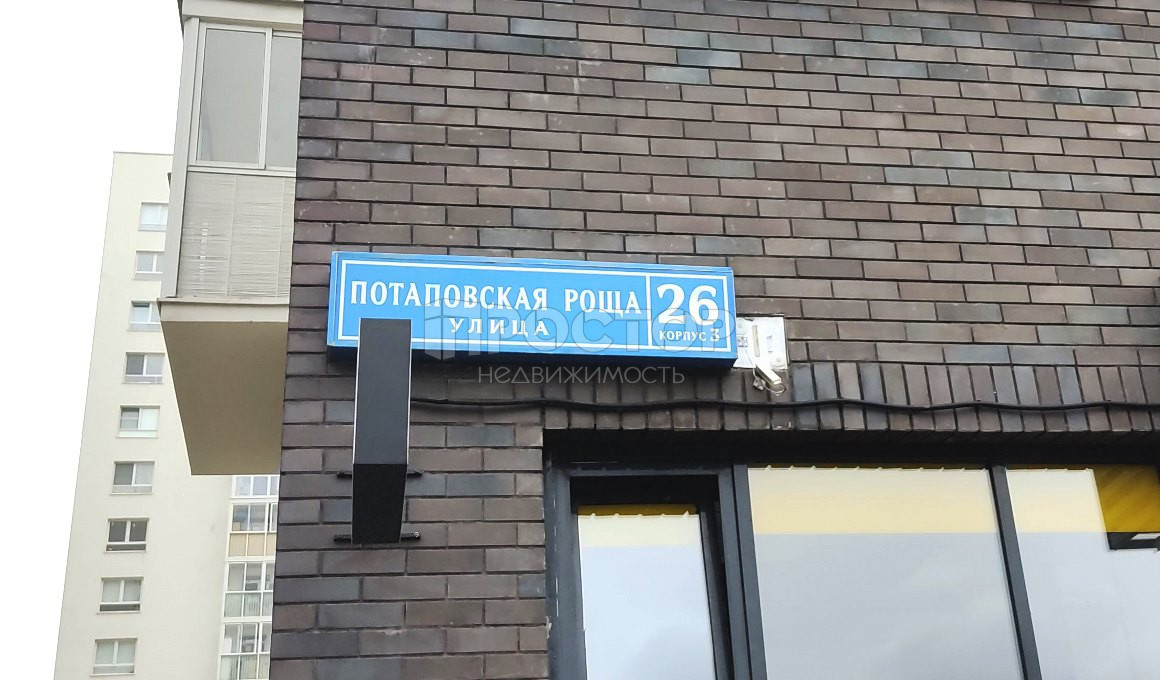 ПОТАПОВСКАЯ РОЩА
УЛИЦА
26
КОРПУС 3
ПРОСТОР
НЕДВИЖИМОСТЬ